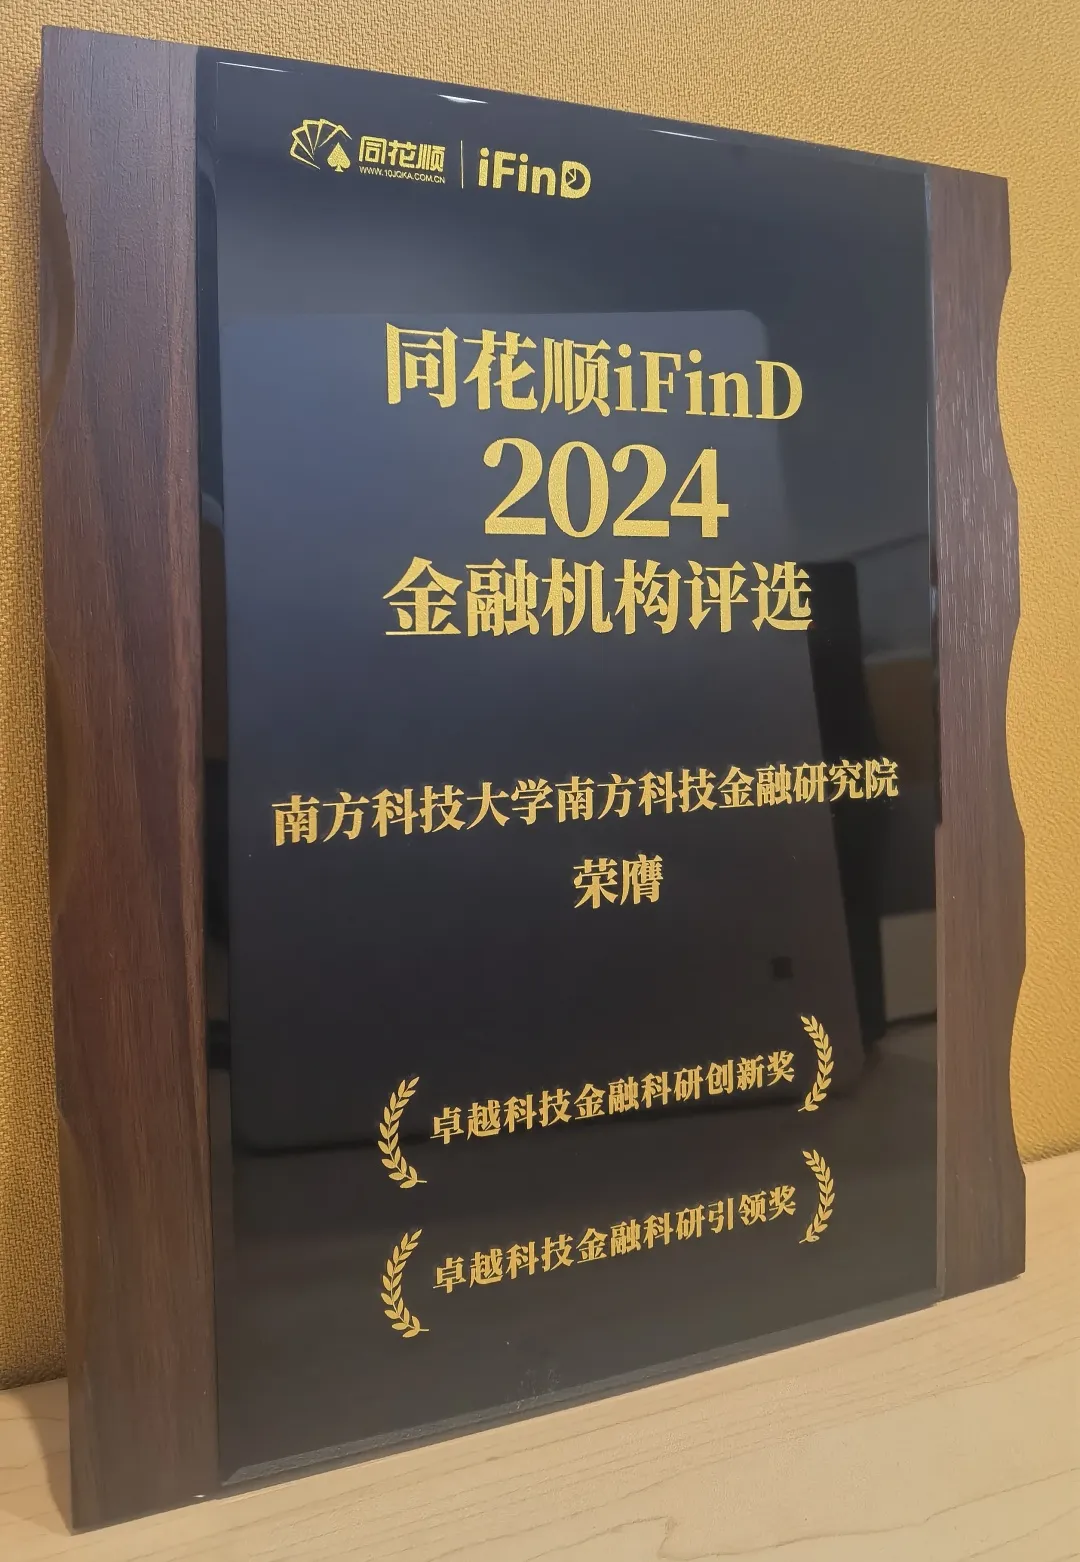 同花顺 | iFinD
WWW.10JQKA.COM.CN
同花顺iFinD
2024
金融机构评选
南方科技大学南方科技金融研究院
荣膺
卓越科技金融科研创新奖
卓越科技金融科研引领奖